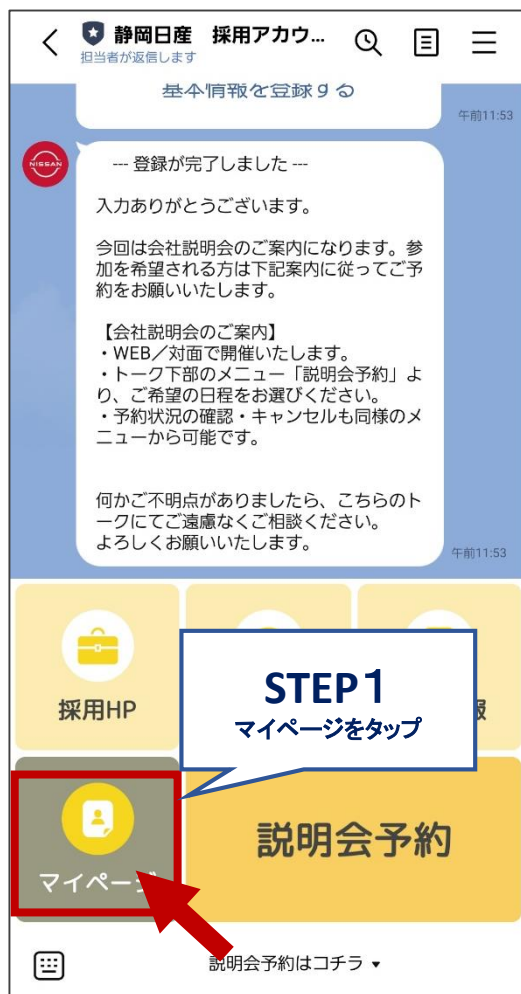 静岡日産 採用アカウ...
担当者が返信します
基本情報を登録する
午前11:53
NISSAN
--- 登録が完了しました ---
入力ありがとうございます。
今回は会社説明会のご案内になります。参
加を希望される方は下記案内に従ってご予
約をお願いいたします。
【会社説明会のご案内】
・WEB／対面で開催いたします。
・トーク下部のメニュー「説明会予約」よ
り、ご希望の日程をお選びください。
・予約状況の確認・キャンセルも同様のメ
ニューから可能です。
何かご不明点がありましたら、こちらのト
ークにてご遠慮なくご相談ください。
よろしくお願いいたします。
午前11:53
採用HP
STEP1
マイページをタップ
報
マイページ
説明会予約
説明会予約はコチラ ▾